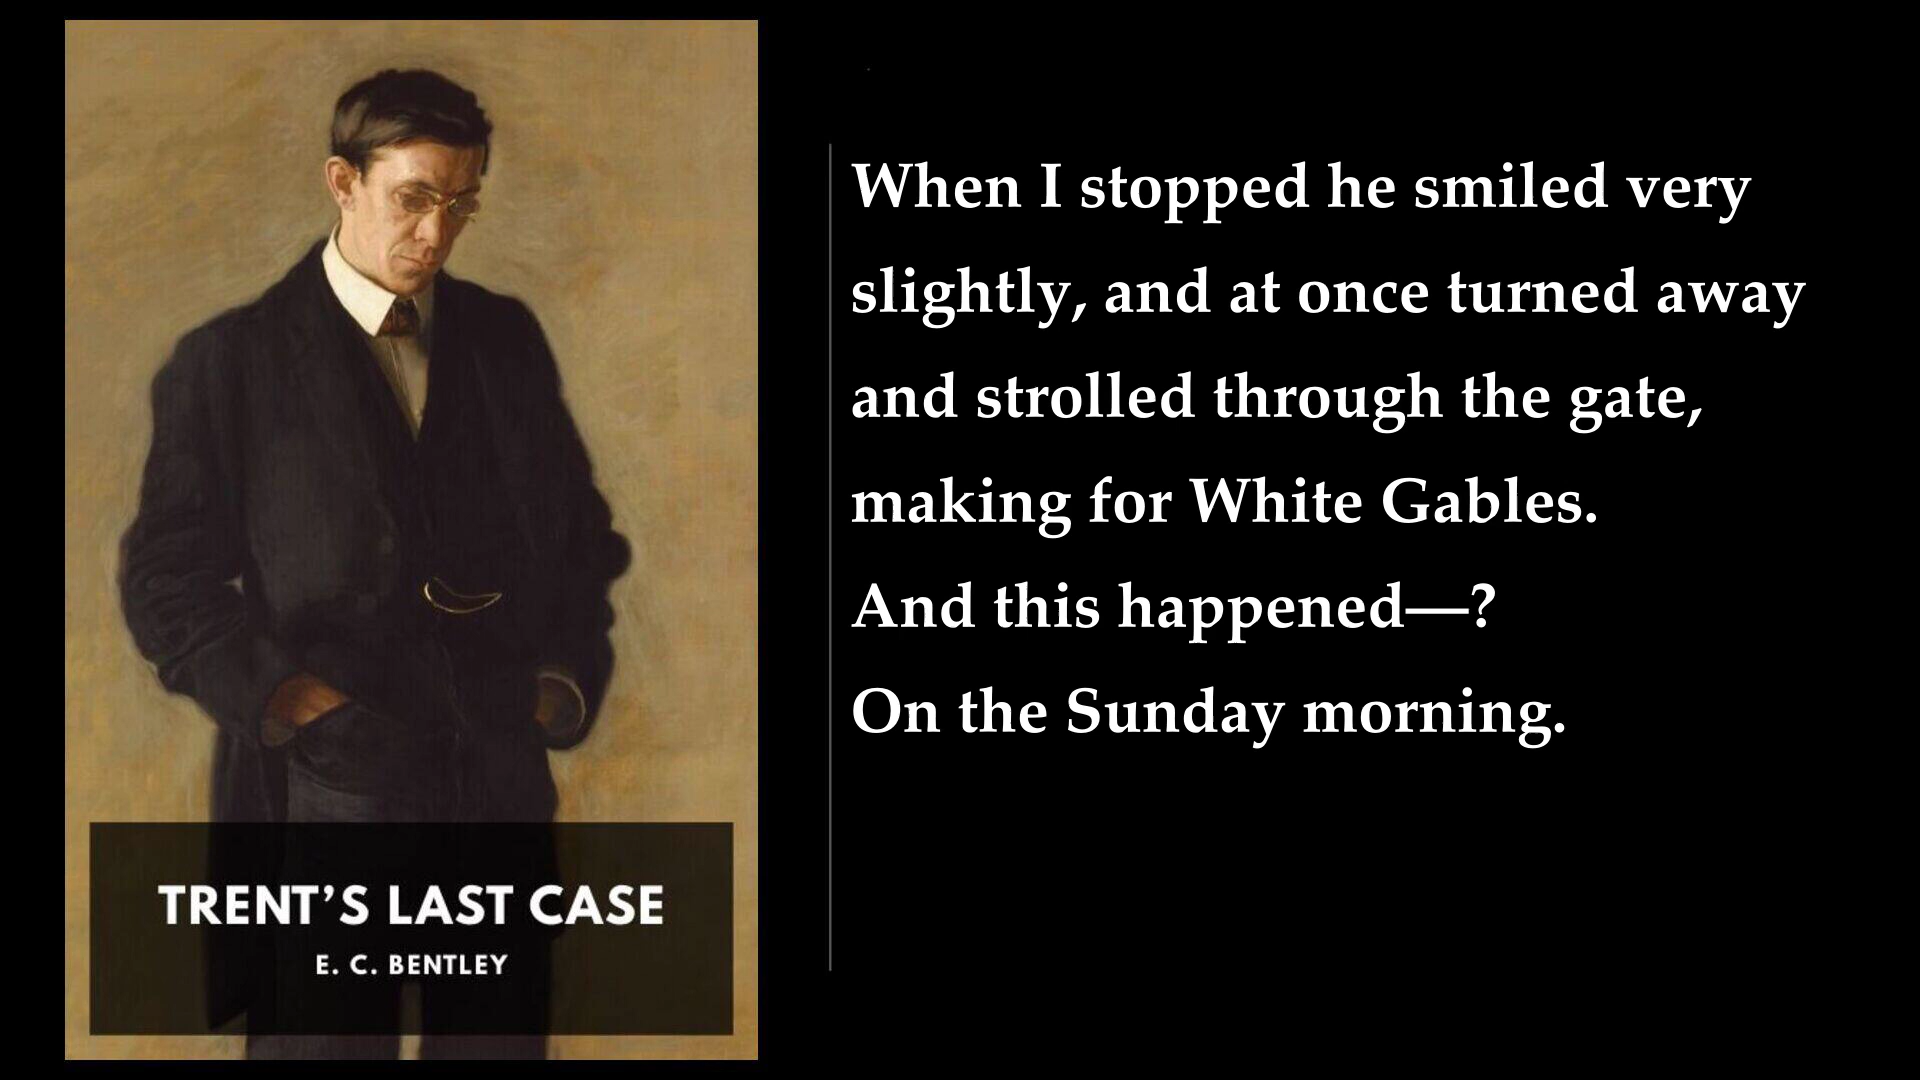 When I stopped he smiled very
slightly, and at once turned away
and strolled through the gate,
making for White Gables.
And this happened—?
On the Sunday morning.
TRENT’S LAST CASE
E. C. BENTLEY